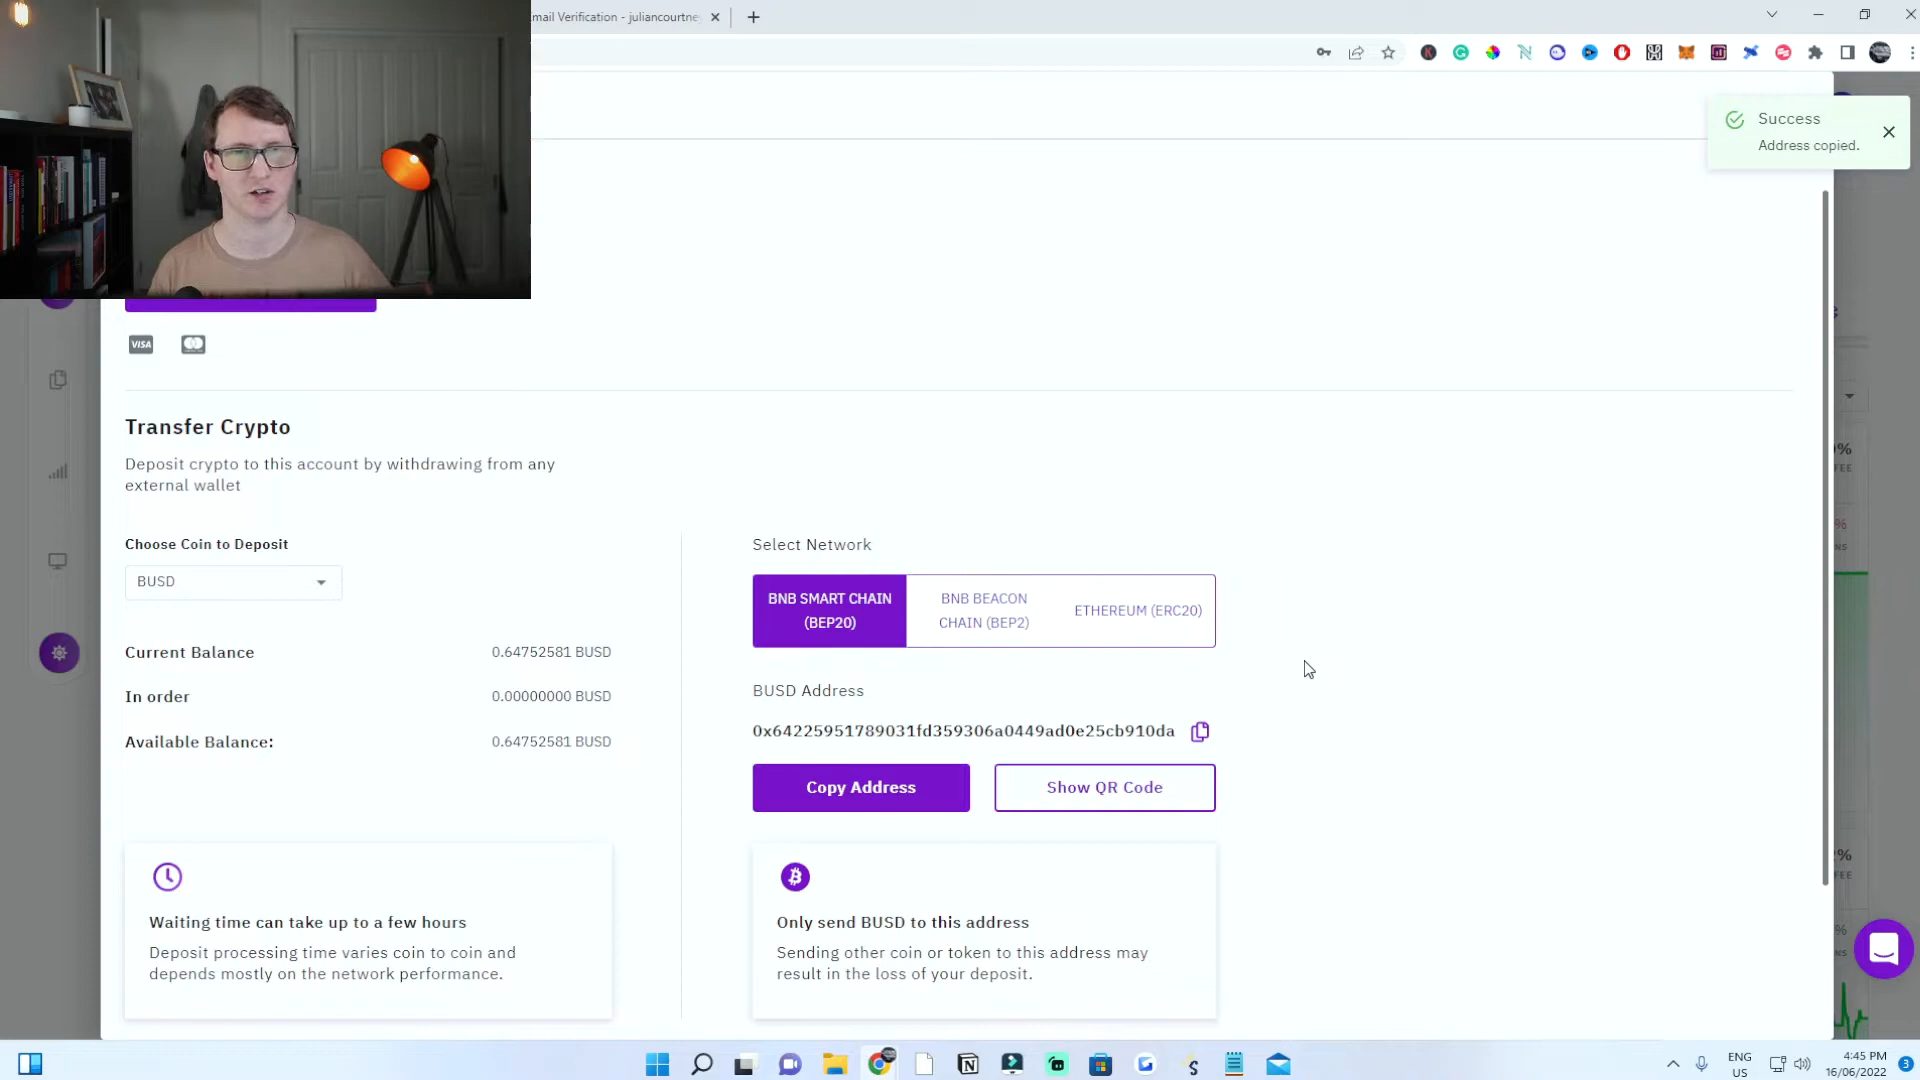 mail Verification - juliancourtney
Success
Address copied.
VISA
Transfer Crypto
Deposit crypto to this account by withdrawing from any
external wallet
Choose Coin to Deposit
BUSD
Current Balance 0.64752581 BUSD
In order 0.00000000 BUSD
Available Balance: 0.64752581 BUSD
Select Network
BNB SMART CHAIN
(BEP20)
BNB BEACON
CHAIN (BEP2)
ETHEREUM (ERC20)
BUSD Address
0x64225951789031fd359306a0449ad0e25cb910da
Copy Address
Show QR Code
Waiting time can take up to a few hours
Deposit processing time varies coin to coin and
depends mostly on the network performance.
Only send BUSD to this address
Sending other coin or token to this address may
result in the loss of your deposit.
ENG
US
4:45 PM
16/06/2022
3